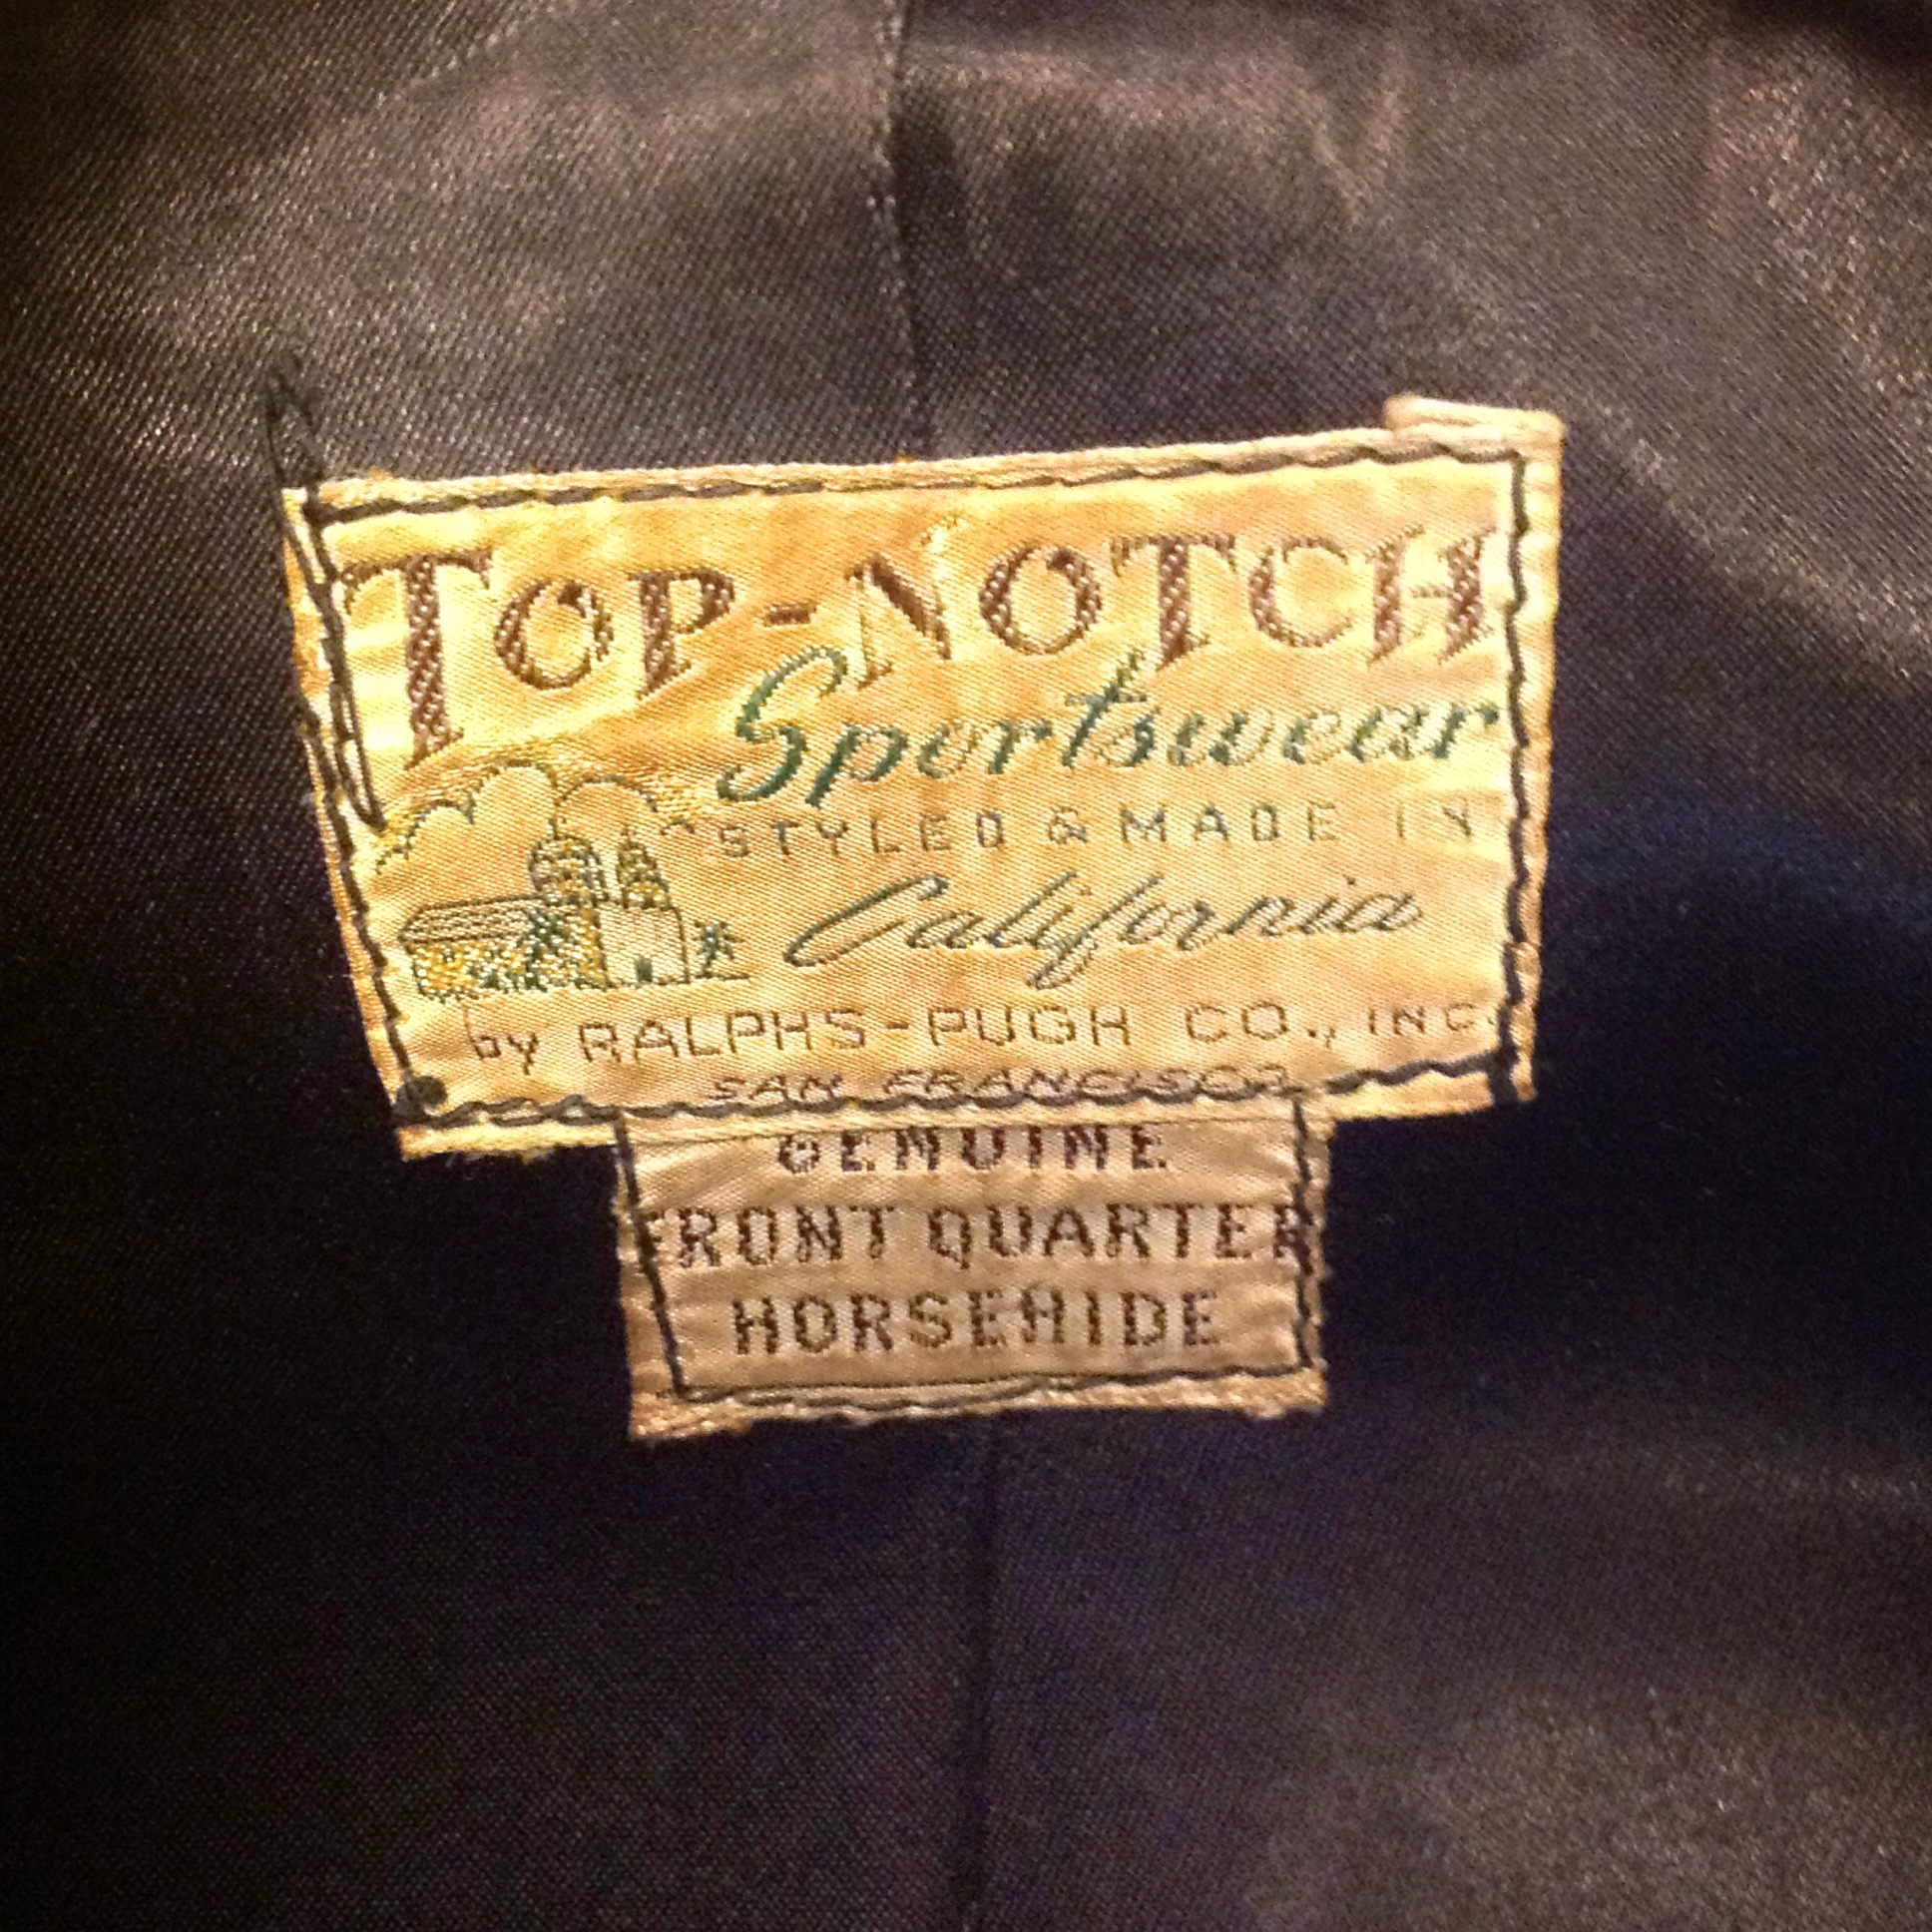 TOP-NOTCH
Sportswear
STYLED & MADE IN
California
by RALPHS-PUGH CO., INC.
SAN FRANCISCO
GENUINE
FRONT QUARTER
HORSEHIDE